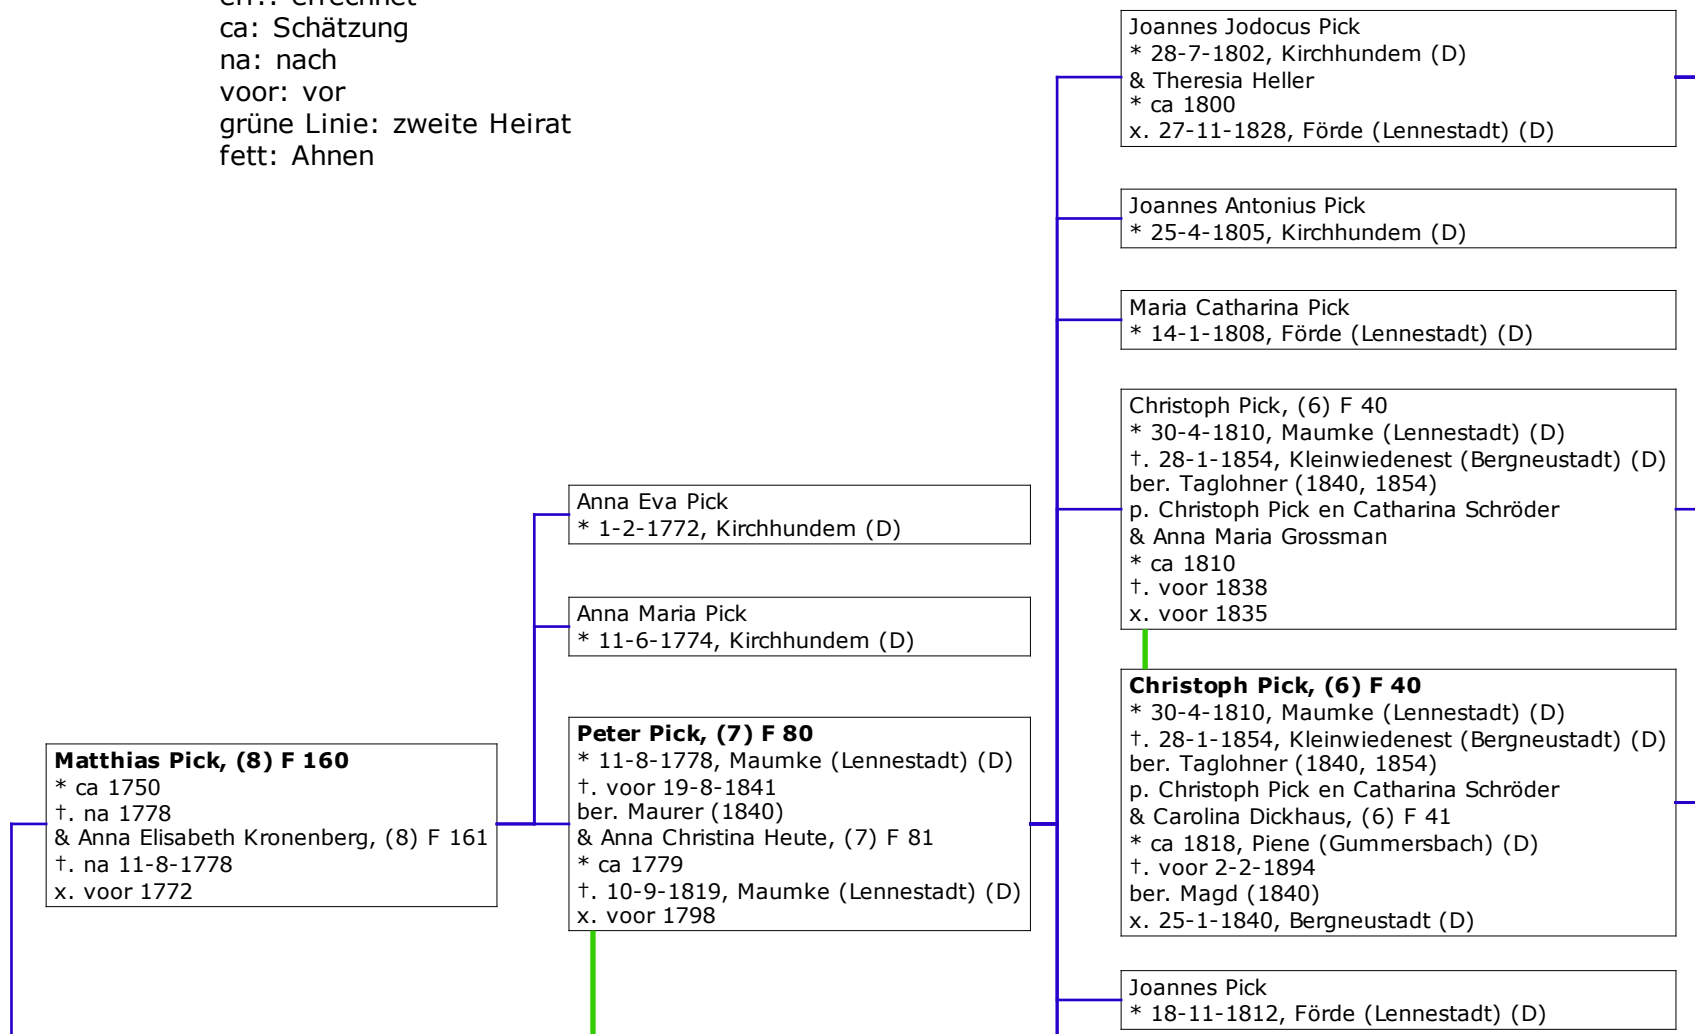 err.: errechnet
ca: Schätzung
na: nach
voor: vor
grüne Linie: zweite Heirat
fett: Ahnen
Matthias Pick, (8) F 160
* ca 1750
†. na 1778
& Anna Elisabeth Kronenberg, (8) F 161
†. na 11-8-1778
x. voor 1772
Anna Eva Pick
* 1-2-1772, Kirchhundem (D)
Anna Maria Pick
* 11-6-1774, Kirchhundem (D)
Peter Pick, (7) F 80
* 11-8-1778, Maumke (Lennestadt) (D)
†. voor 19-8-1841
ber. Maurer (1840)
& Anna Christina Heute, (7) F 81
* ca 1779
†. 10-9-1819, Maumke (Lennestadt) (D)
x. voor 1798
Joannes Jodocus Pick
* 28-7-1802, Kirchhundem (D)
& Theresia Heller
* ca 1800
x. 27-11-1828, Förde (Lennestadt) (D)
Joannes Antonius Pick
* 25-4-1805, Kirchhundem (D)
Maria Catharina Pick
* 14-1-1808, Förde (Lennestadt) (D)
Christoph Pick, (6) F 40
* 30-4-1810, Maumke (Lennestadt) (D)
†. 28-1-1854, Kleinwiedenest (Bergneustadt) (D)
ber. Taglohner (1840, 1854)
p. Christoph Pick en Catharina Schröder
& Anna Maria Grossman
* ca 1810
†. voor 1838
x. voor 1835
Christoph Pick, (6) F 40
* 30-4-1810, Maumke (Lennestadt) (D)
†. 28-1-1854, Kleinwiedenest (Bergneustadt) (D)
ber. Taglohner (1840, 1854)
p. Christoph Pick en Catharina Schröder
& Carolina Dickhaus, (6) F 41
* ca 1818, Piene (Gummersbach) (D)
†. voor 2-2-1894
ber. Magd (1840)
x. 25-1-1840, Bergneustadt (D)
Joannes Pick
* 18-11-1812, Förde (Lennestadt) (D)